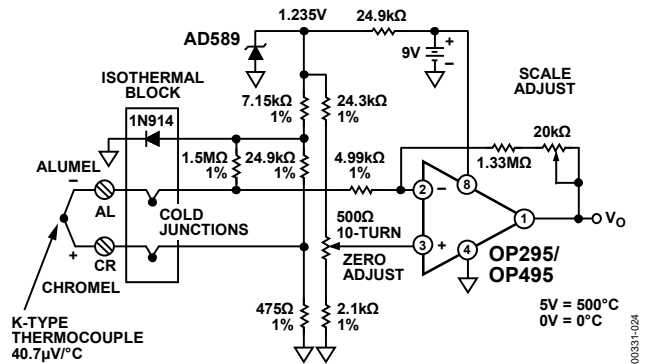 1.235V
24.9kΩ
AD589
9V
+
–
ISOTHERMAL
BLOCK
SCALE
ADJUST
7.15kΩ
1%
24.3kΩ
1%
1N914
20kΩ
1.5MΩ
1%
24.9kΩ
1%
4.99kΩ
1%
1.33MΩ
ALUMEL
–
AL
COLD
JUNCTIONS
500Ω
10-TURN
ZERO
ADJUST
2
–
8
1
VO
3
+
4
OP295/
OP495
+
CR
CHROMEL
475Ω
1%
2.1kΩ
1%
5V = 500°C
0V = 0°C
K-TYPE
THERMOCOUPLE
40.7µV/°C
00331-024